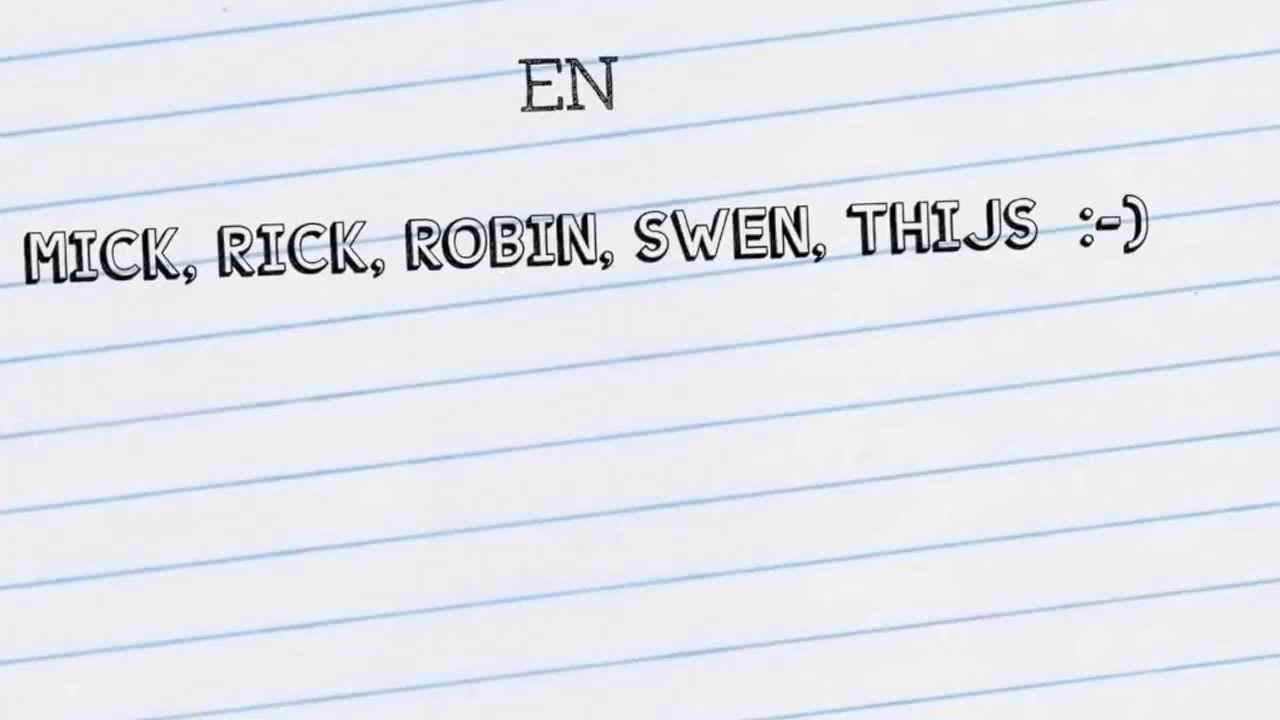 EN
MICK, RICK, ROBIN, SWEN, THIJS :-)